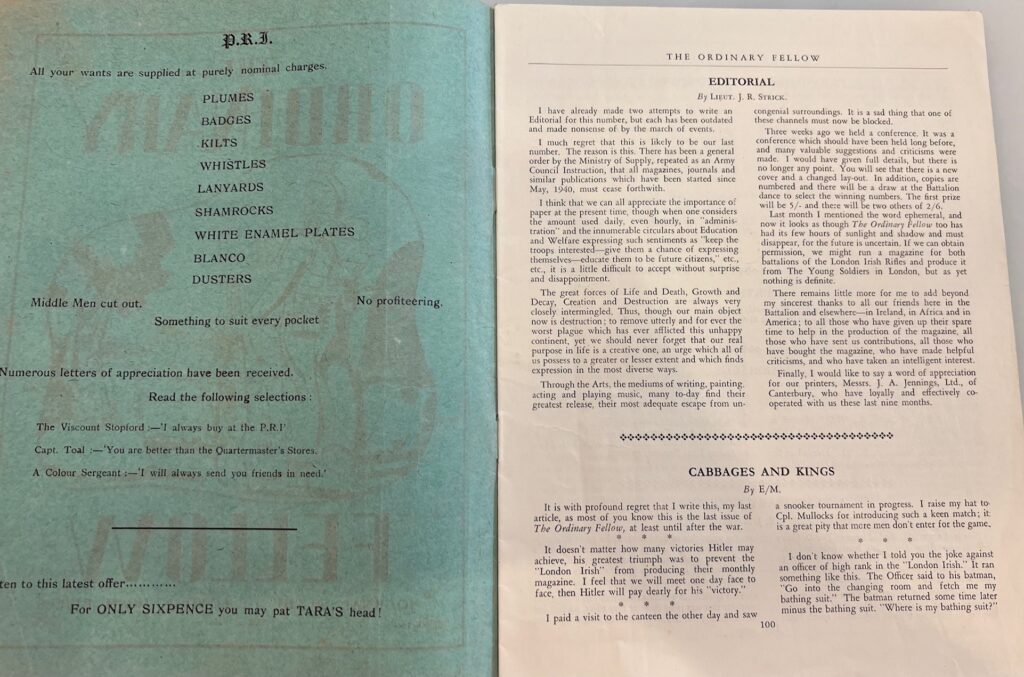 P.R.I.
All your wants are supplied at purely nominal charges.
PLUMES
BADGES
KILTS
WHISTLES
LANYARDS
SHAMROCKS
WHITE ENAMEL PLATES
BLANCO
DUSTERS
Middle Men cut out.
No profiteering.
Something to suit every pocket
Numerous letters of appreciation have been received.
Read the following selections :
The Viscount Stopford :—'I always buy at the P.R.I'
Capt. Toal :—'You are better than the Quartermaster's Stores.
A Colour Sergeant :—'I will always send you friends in need.'
ten to this latest offer............
For ONLY SIXPENCE you may pat TARA'S head !
THE ORDINARY FELLOW
EDITORIAL
By LIEUT. J. R. STRICK.
I have already made two attempts to write an
Editorial for this number, but each has been outdated
and made nonsense of by the march of events.
I much regret that this is likely to be our last
number. The reason is this. There has been a general
order by the Ministry of Supply, repeated as an Army
Council Instruction, that all magazines, journals and
similar publications which have been started since
May, 1940, must cease forthwith.
I think that we can all appreciate the importance of
paper at the present time, though when one considers
the amount used daily, even hourly, in "adminis-
tration" and the innumerable circulars about Education
and Welfare expressing such sentiments as "keep the
troops interested—give them a chance of expressing
themselves—educate them to be future citizens," etc.,
etc., it is a little difficult to accept without surprise
and disappointment.
The great forces of Life and Death, Growth and
Decay, Creation and Destruction are always very
closely intermingled. Thus, though our main object
now is destruction; to remove utterly and for ever the
worst plague which has ever afflicted this unhappy
continent, yet we should never forget that our real
purpose in life is a creative one, an urge which all of
us possess to a greater or lesser extent and which finds
expression in the most diverse ways.
Through the Arts, the mediums of writing, painting,
acting and playing music, many to-day find their
greatest release, their most adequate escape from un-
congenial surroundings. It is a sad thing that one of
these channels must now be blocked.
Three weeks ago we held a conference. It was a
conference which should have been held long before,
and many valuable suggestions and criticisms were
made. I would have given full details, but there is
no longer any point. You will see that there is a new
cover and a changed lay-out. In addition, copies are
numbered and there will be a draw at the Battalion
dance to select the winning numbers. The first prize
will be 5/- and there will be two others of 2/6.
Last month I mentioned the word ephemeral, and
now it looks as though The Ordinary Fellow too has
had its few hours of sunlight and shadow and must
disappear, for the future is uncertain. If we can obtain
permission, we might run a magazine for both
battalions of the London Irish Rifles and produce it
from The Young Soldiers in London, but as yet
nothing is definite.
There remains little more for me to add beyond
my sincerest thanks to all our friends here in the
Battalion and elsewhere—in Ireland, in Africa and in
America; to all those who have given up their spare
time to help in the production of the magazine, all
those who have sent us contributions, all those who
have bought the magazine, who have made helpful
criticisms, and who have taken an intelligent interest.
Finally, I would like to say a word of appreciation
for our printers, Messrs. J. A. Jennings, Ltd., of
Canterbury, who have loyally and effectively co-
operated with us these last nine months.
CABBAGES AND KINGS
By E/M.
It is with profound regret that I write this, my last
article, as most of you know this is the last issue of
The Ordinary Fellow, at least until after the war.
* * *
It doesn't matter how many victories Hitler may
achieve, his greatest triumph was to prevent the
"London Irish" from producing their monthly
magazine. I feel that we will meet one day face to
face, then Hitler will pay dearly for his "victory."
* * *
I paid a visit to the canteen the other day and saw
a snooker tournament in progress. I raise my hat to
Cpl. Mullocks for introducing such a keen match; it
is a great pity that more men don't enter for the game.
* * *
I don't know whether I told you the joke against
an officer of high rank in the "London Irish." It ran
something like this. The Officer said to his batman,
"Go into the changing room and fetch me my
bathing suit." The batman returned some time later
minus the bathing suit. "Where is my bathing suit?"
100